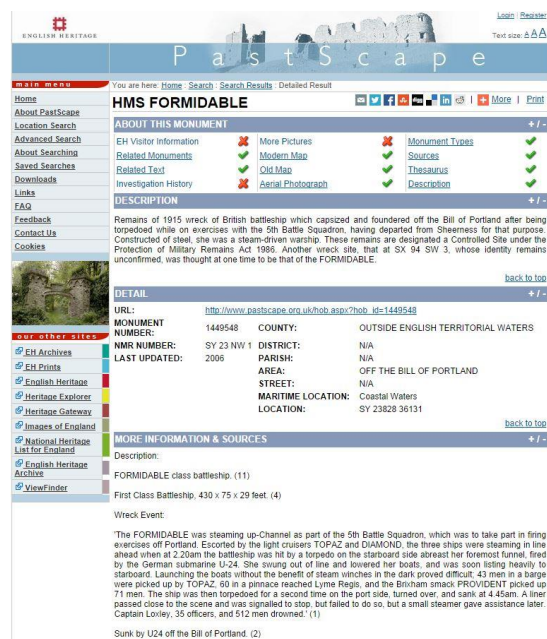 Login | Register
ENGLISH HERITAGE
Text size: A A A
PastScape
main menu
You are here: Home : Search : Search Results : Detailed Result
Home
About PastScape
Location Search
Advanced Search
About Searching
Saved Searches
Downloads
Links
FAQ
Feedback
Contact Us
Cookies
HMS FORMIDABLE
More | Print
ABOUT THIS MONUMENT + / -
EH Visitor Information More Pictures Monument Types
Related Monuments Modern Map Sources
Related Text Old Map Thesaurus
Investigation History Aerial Photograph Description
DESCRIPTION + / -
Remains of 1915 wreck of British battleship which capsized and foundered off the Bill of Portland after being
torpedoed while on exercises with the 5th Battle Squadron, having departed from Sheerness for that purpose.
Constructed of steel, she was a steam-driven warship. These remains are designated a Controlled Site under the
Protection of Military Remains Act 1986. Another wreck site, that at SX 94 SW 3, whose identity remains
unconfirmed, was thought at one time to be that of the FORMIDABLE.
back to top
DETAIL + / -
URL: http://www.pastscape.org.uk/hob.aspx?hob_id=1449548
MONUMENT NUMBER: 1449548 COUNTY: OUTSIDE ENGLISH TERRITORIAL WATERS
NMR NUMBER: SY 23 NW 1 DISTRICT: N/A
LAST UPDATED: 2006 PARISH: N/A
AREA: OFF THE BILL OF PORTLAND
STREET: N/A
MARITIME LOCATION: Coastal Waters
LOCATION: SY 23828 36131
back to top
our other sites
EH Archives
EH Prints
English Heritage
Heritage Explorer
Heritage Gateway
Images of England
National Heritage
List for England
English Heritage
Archive
ViewFinder
MORE INFORMATION & SOURCES + / -
Description:
FORMIDABLE class battleship. (11)
First Class Battleship, 430 x 75 x 29 feet. (4)
Wreck Event:
'The FORMIDABLE was steaming up-Channel as part of the 5th Battle Squadron, which was to take part in firing
exercises off Portland. Escorted by the light cruisers TOPAZ and DIAMOND, the three ships were steaming in line
ahead when at 2.20am the battleship was hit by a torpedo on the starboard side abreast her foremost funnel, fired
by the German submarine U-24. She swung out of line and lowered her boats, and was soon listing heavily to
starboard. Launching the boats without the benefit of steam winches in the dark proved difficult; 43 men in a barge
were picked up by TOPAZ, 60 in a pinnace reached Lyme Regis, and the Brixham smack PROVIDENT picked up
71 men. The ship was then torpedoed for a second time on the port side, turned over, and sank at 4.45am. A liner
passed close to the scene and was signalled to stop, but failed to do so, but a small steamer gave assistance later.
Captain Loxley, 35 officers, and 512 men drowned.' (1)
Sunk by U24 off the Bill of Portland. (2)